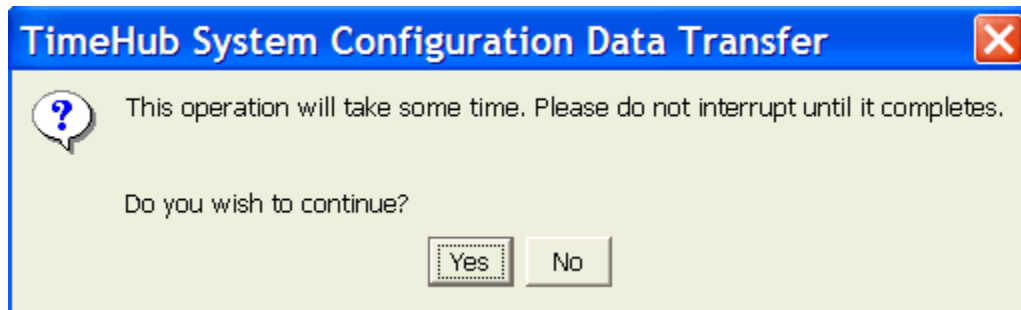 TimeHub System Configuration Data Transfer
This operation will take some time. Please do not interrupt until it completes.
Do you wish to continue?
Yes No